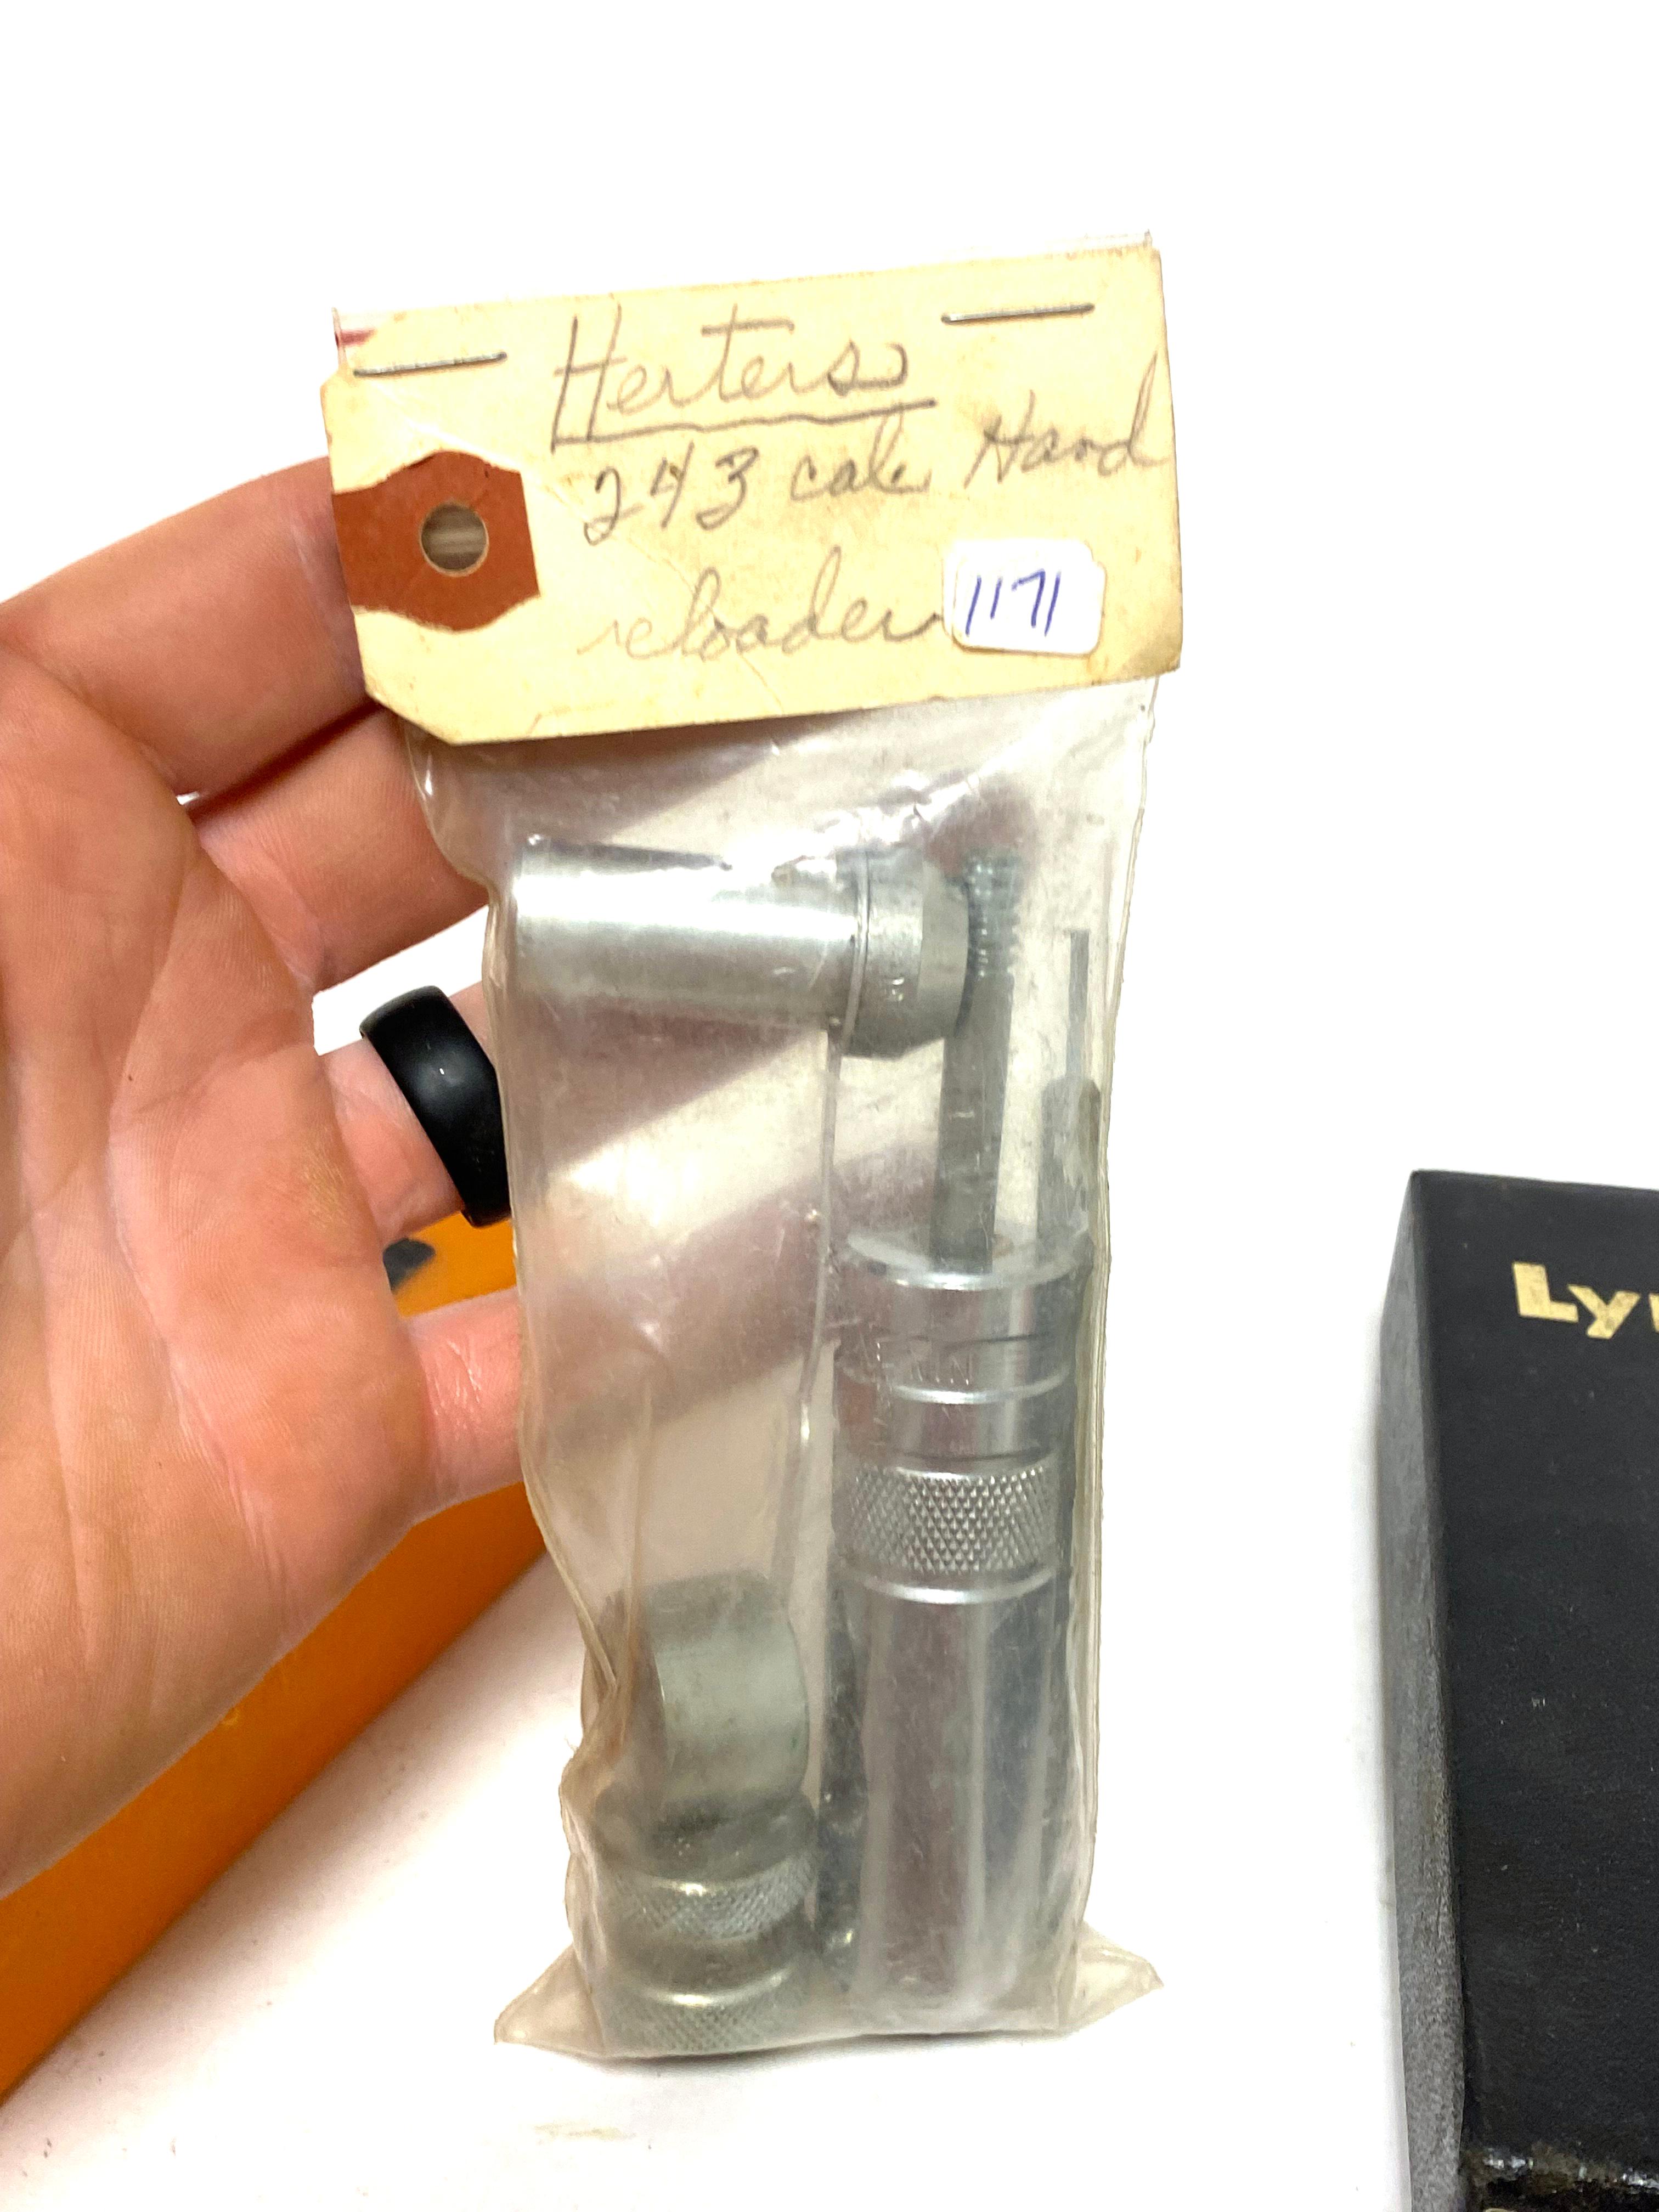 Herters
243 cal Hand
reloader
1171
Ly